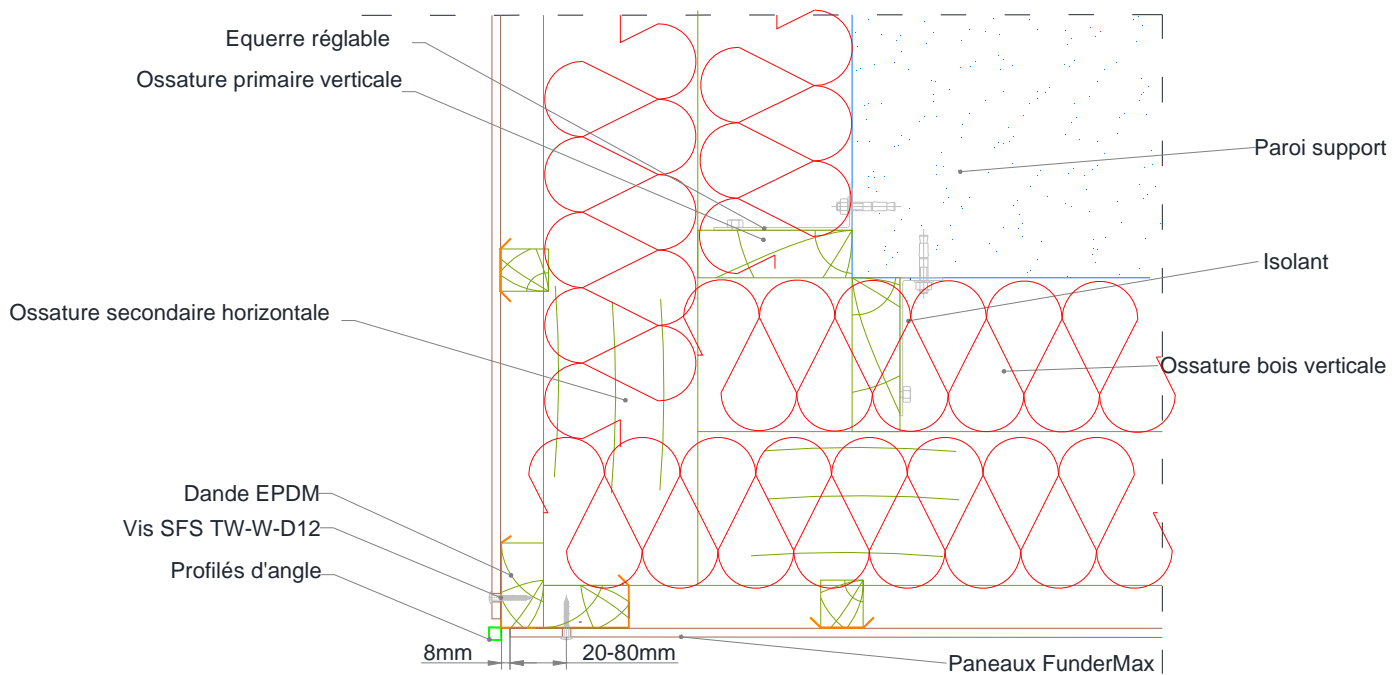 Equerre réglable
Ossature primaire verticale
Paroi support
Isolant
Ossature secondaire horizontale
Ossature bois verticale
Dande EPDM
Vis SFS TW-W-D12
Profilés d'angle
8mm
20-80mm
Paneaux FunderMax